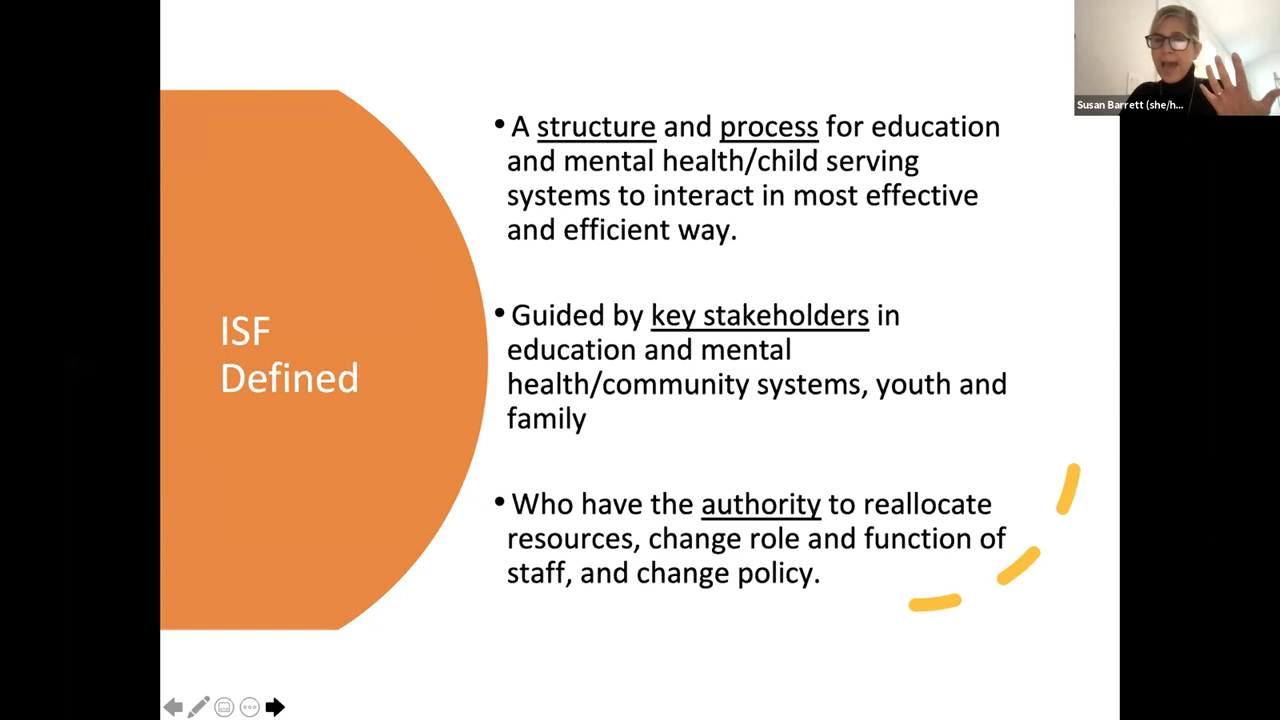 Susan Barrett (she/h...
ISF
Defined
•A structure and process for education
and mental health/child serving
systems to interact in most effective
and efficient way.
•Guided by key stakeholders in
education and mental
health/community systems, youth and
family
•Who have the authority to reallocate
resources, change role and function of
staff, and change policy.